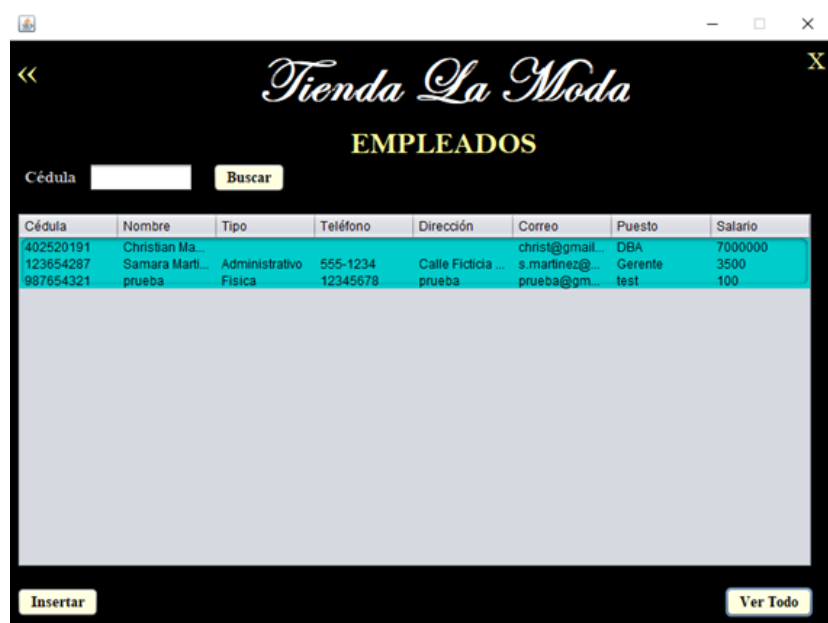 «
Tienda La Moda
X
EMPLEADOS
Cédula
Buscar
Cédula Nombre Tipo Teléfono Dirección Correo Puesto Salario
402520191 Christian Ma... christ@gmail... DBA 7000000
123654287 Samara Marti... Administrativo 555-1234 Calle Ficticia ... s.martinez@... Gerente 3500
987654321 prueba Fisica 12345678 prueba prueba@gm... test 100
Insertar
Ver Todo